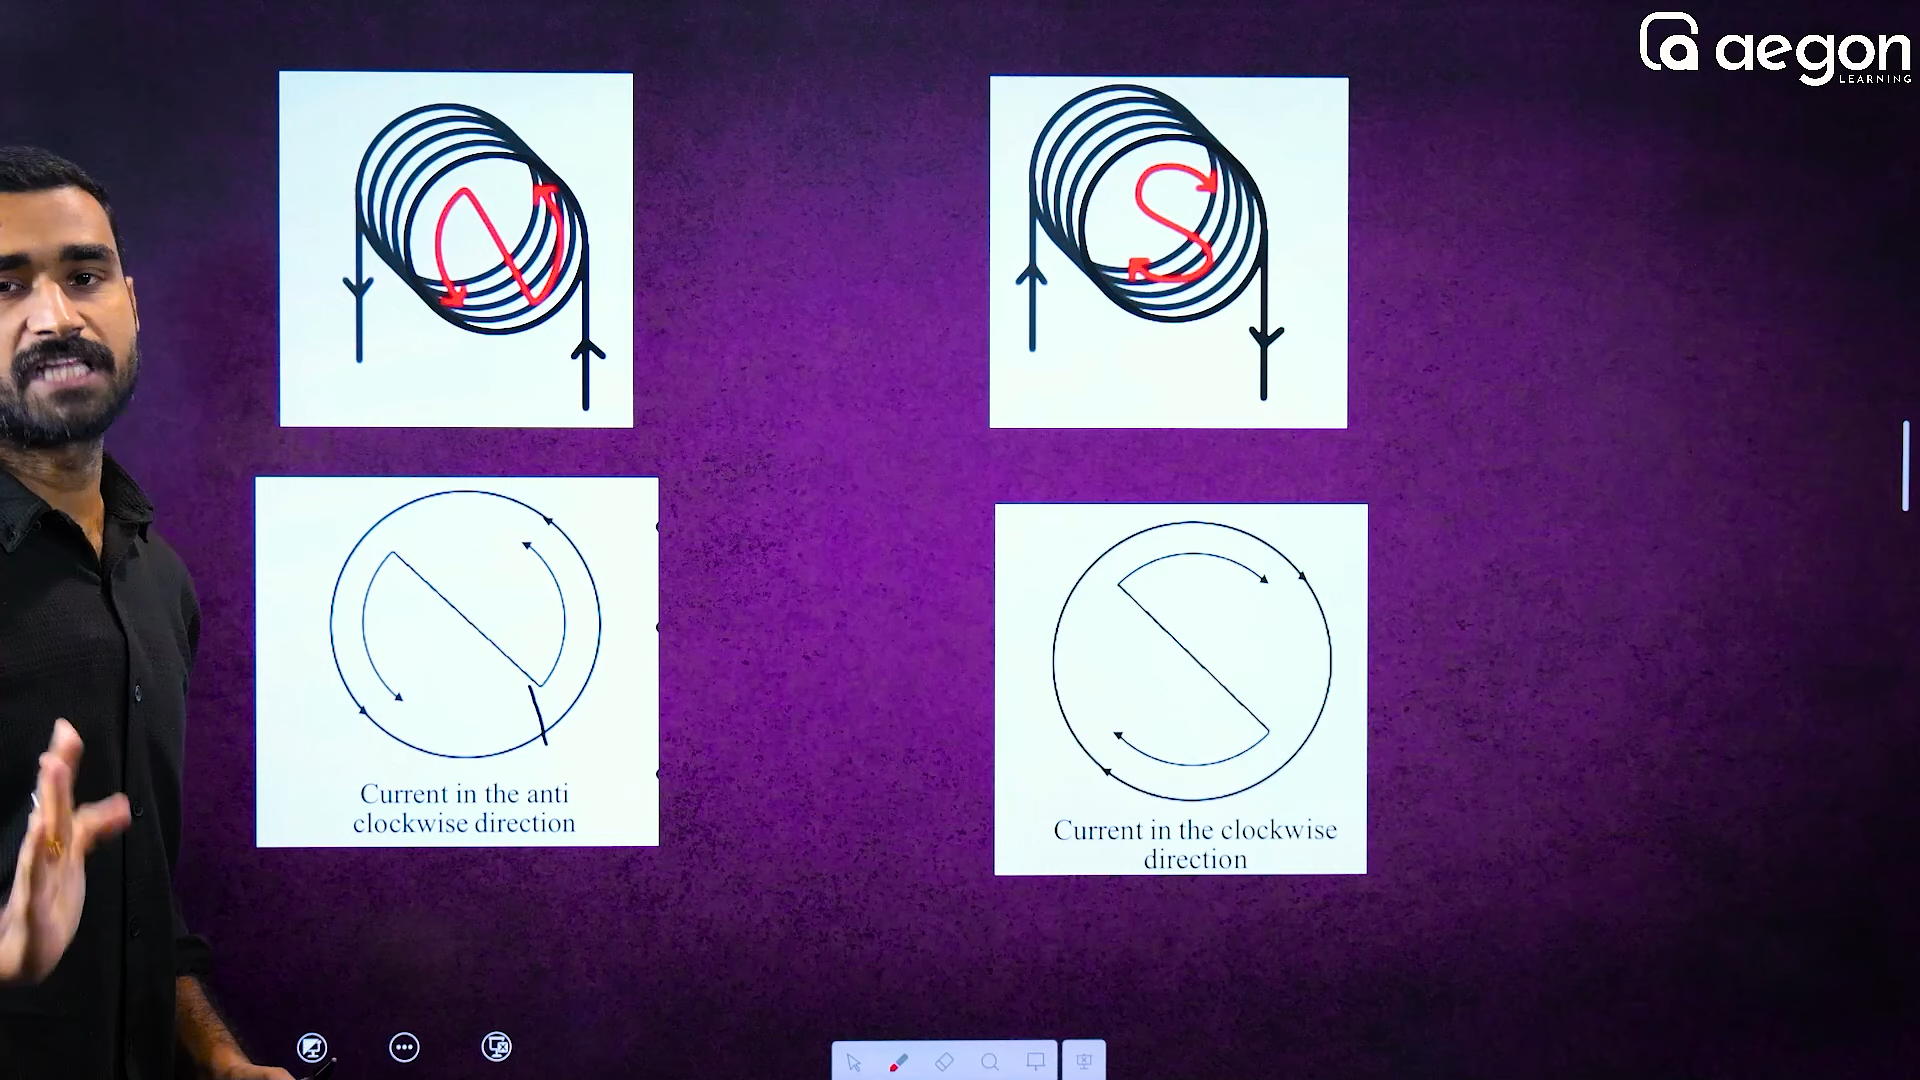 aegon
LEARNING
N
S
Current in the anti
clockwise direction
Current in the clockwise
direction